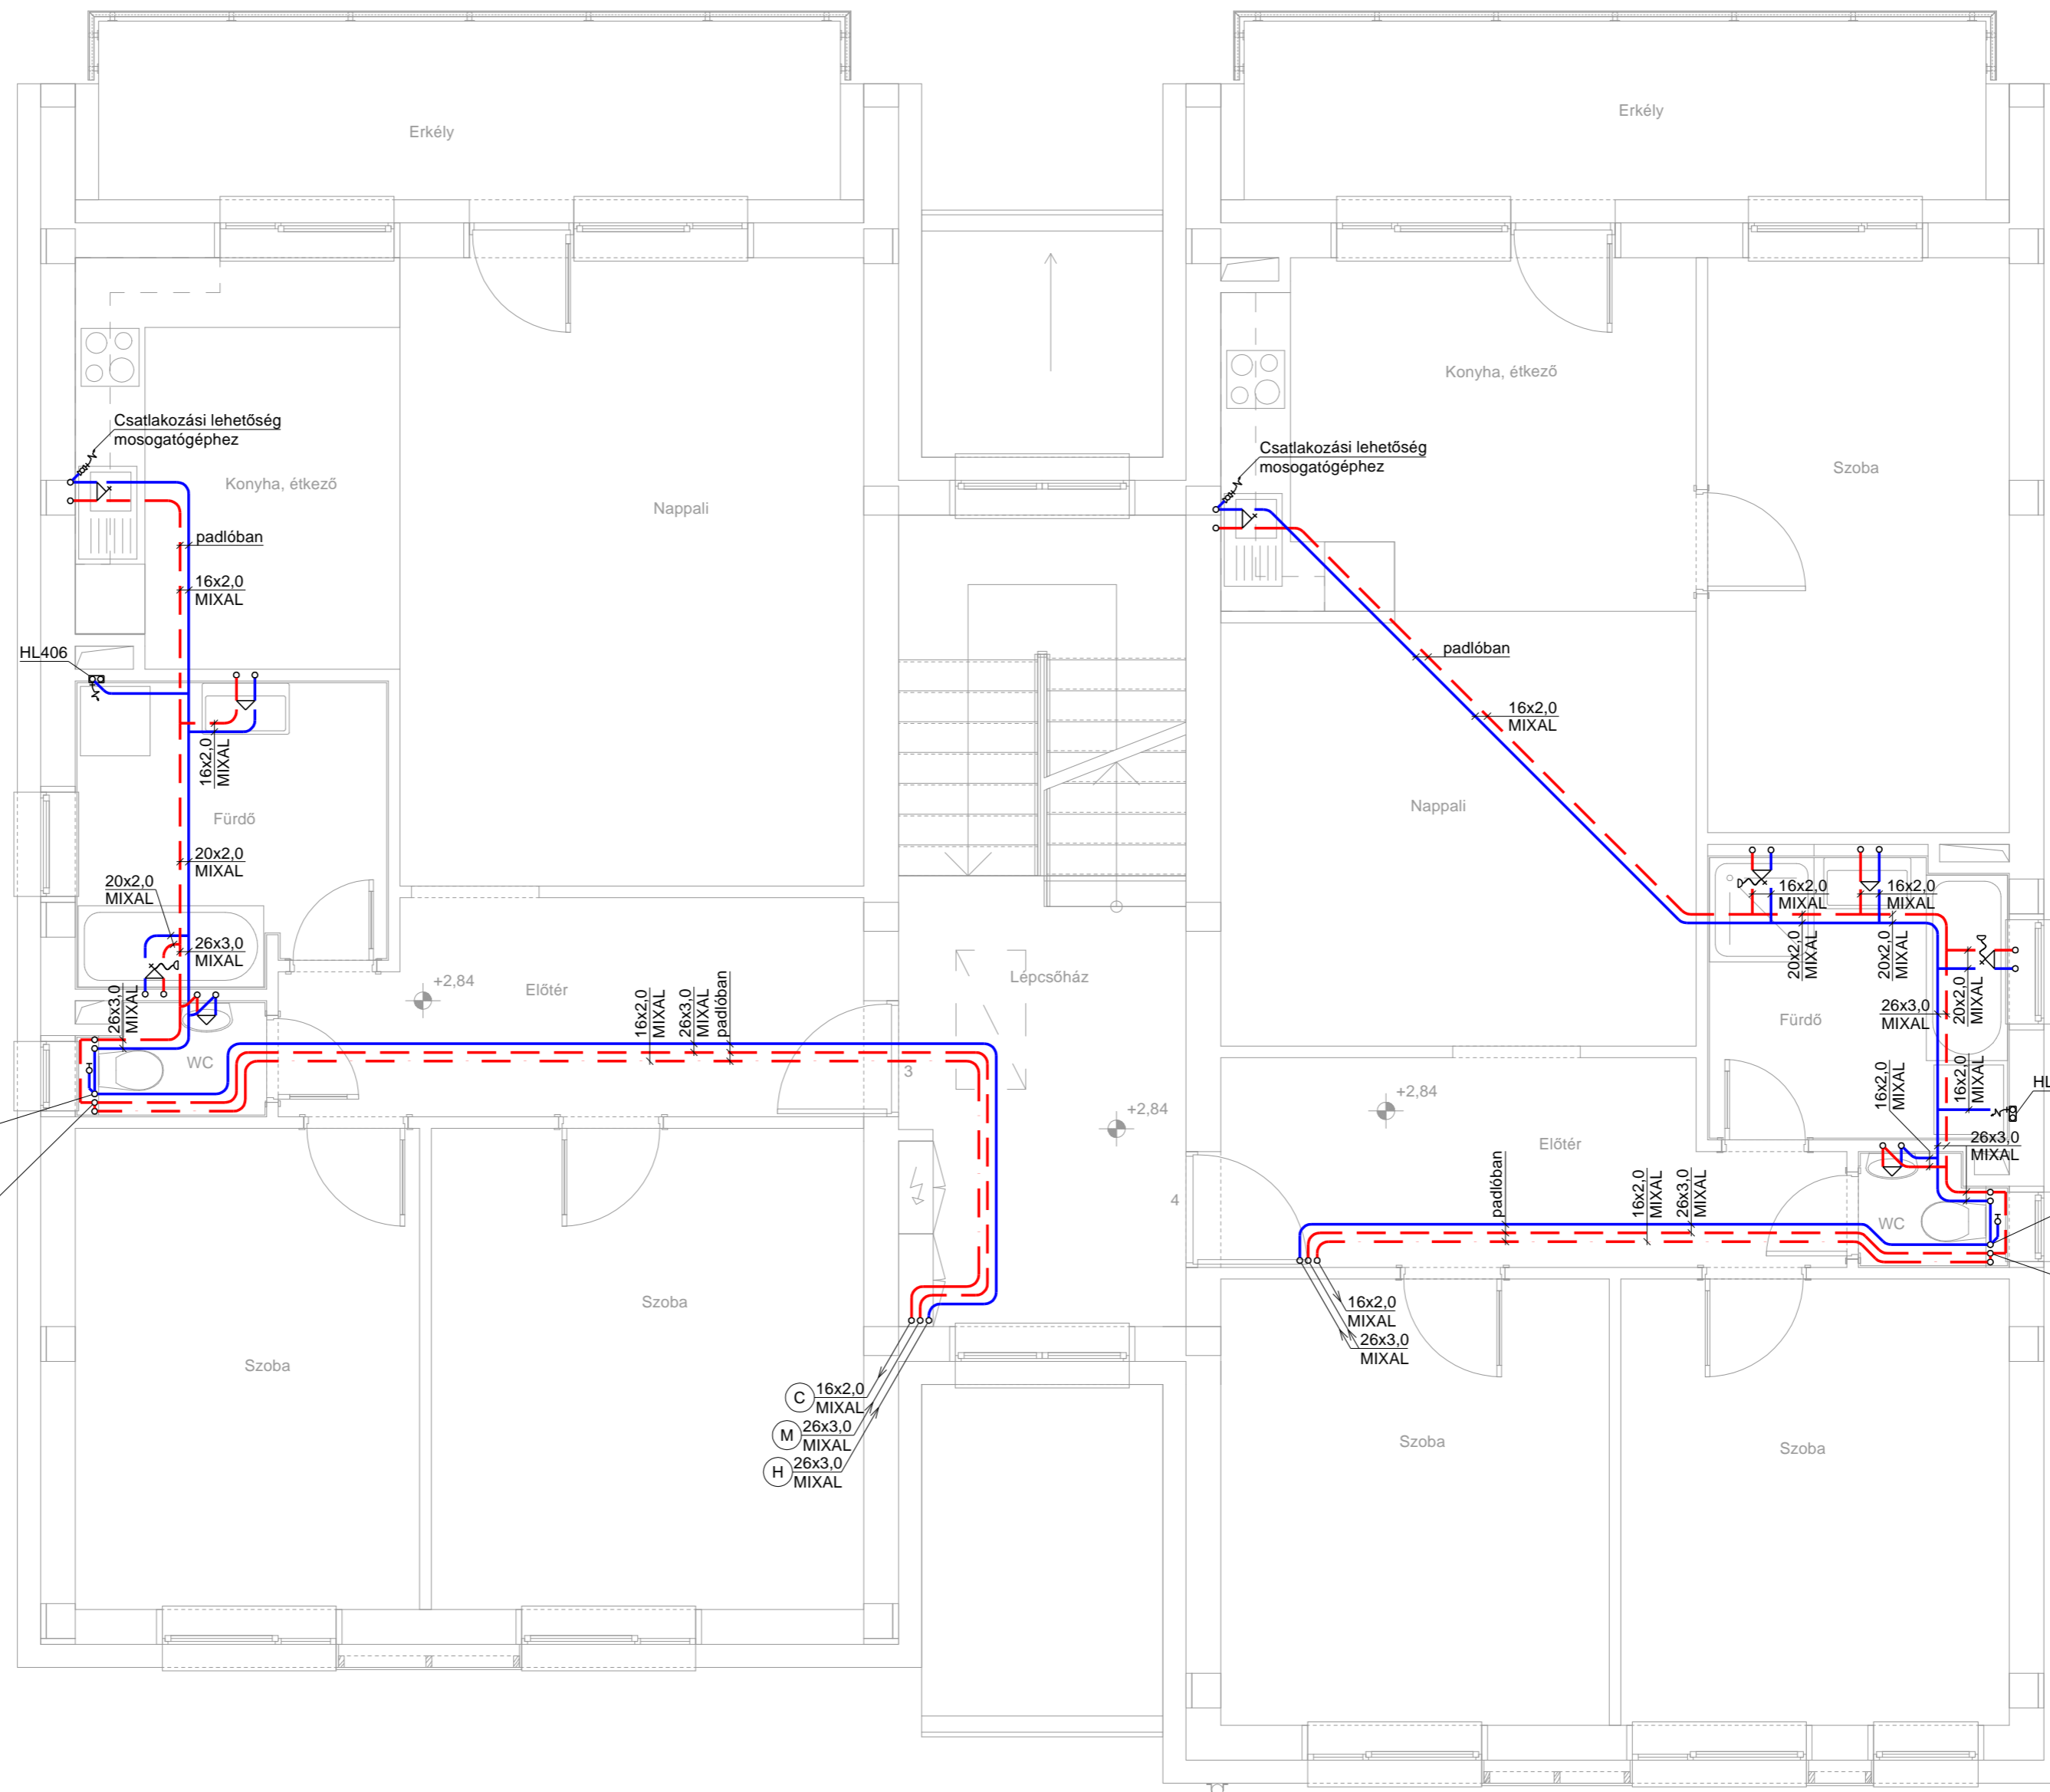 Erkély
Erkély
Csatlakozási lehetőség
mosogatógéphez
Konyha, étkező
Nappali
padlóban
16x2,0
MIXAL
HL406
16x2,0
MIXAL
Fürdő
20x2,0
MIXAL
20x2,0
MIXAL
26x3,0
MIXAL
26x3,0
MIXAL
WC
+2,84
Előtér
16x2,0
MIXAL
26x3,0
MIXAL
padlóban
3
Lépcsőház
+2,84
Szoba
Szoba
C
16x2,0
MIXAL
M
26x3,0
MIXAL
H
26x3,0
MIXAL
Konyha, étkező
Csatlakozási lehetőség
mosogatógéphez
Szoba
padlóban
16x2,0
MIXAL
Nappali
16x2,0
MIXAL
16x2,0
MIXAL
20x2,0
MIXAL
20x2,0
MIXAL
26x3,0
MIXAL
20x2,0
MIXAL
Fürdő
16x2,0
MIXAL
16x2,0
MIXAL
HL
26x3,0
MIXAL
+2,84
Előtér
4
padlóban
16x2,0
MIXAL
26x3,0
MIXAL
WC
16x2,0
MIXAL
26x3,0
MIXAL
Szoba
Szoba